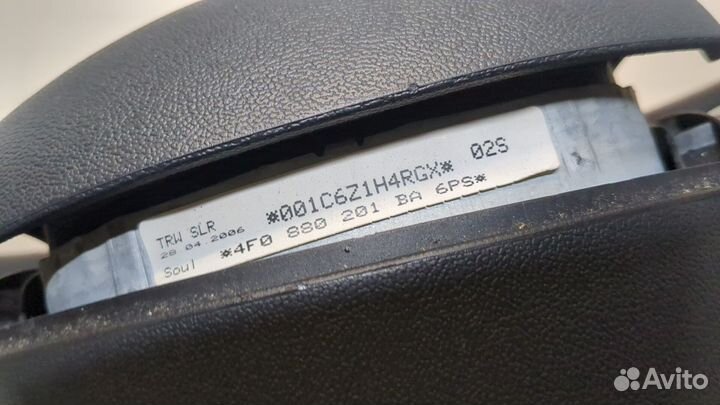 TRW SLR *001C6Z1H4RGX* 02S
28.04.2006
Soul *4F0 880 201 BA 6PS*
Avito